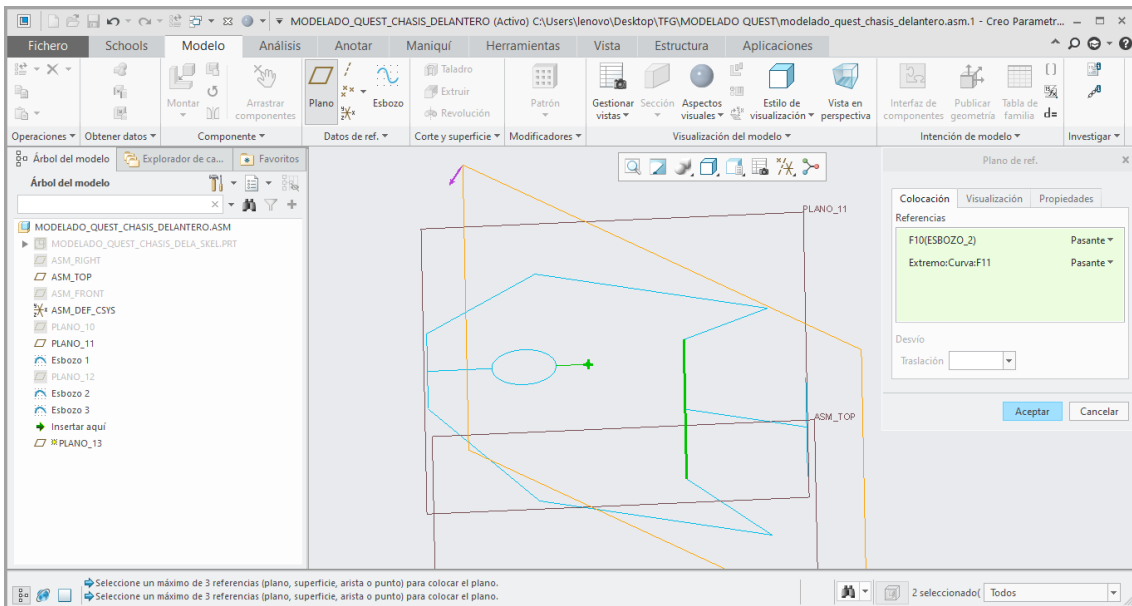 MODELADO_QUEST_CHASIS_DELANTERO (Activo) C:\Users\lenovo\Desktop\TFG\MODELADO QUEST\modelado_quest_chasis_delantero.asm.1 - Creo Parametr...
Fichero Schools Modelo Análisis Anotar Maniquí Herramientas Vista Estructura Aplicaciones
Montar
Arrastrar componentes
Plano
Esbozo
Taladro
Extruir
Revolución
Patrón
Gestionar vistas
Sección
Aspectos visuales
Estilo de visualización
Vista en perspectiva
Interfaz de componentes
Publicar geometría
Tabla de familia
d=
Operaciones Obtener datos Componente Datos de ref. Corte y superficie Modificadores Visualización del modelo Intención de modelo Investigar
Árbol del modelo Explorador de ca... Favoritos
Árbol del modelo
MODELADO_QUEST_CHASIS_DELANTERO.ASM
MODELADO_QUEST_CHASIS_DELA_SKEL.PRT
ASM_RIGHT
ASM_TOP
ASM_FRONT
ASM_DEF_CSYS
PLANO_10
PLANO_11
Esbozo 1
PLANO_12
Esbozo 2
Esbozo 3
Insertar aquí
PLANO_13
PLANO_11
ASM_TOP
Plano de ref.
Colocación Visualización Propiedades
Referencias
F10(ESBOZO_2) Pasante
Extremo:Curva:F11 Pasante
Desvío
Traslación
Aceptar Cancelar
Seleccione un máximo de 3 referencias (plano, superficie, arista o punto) para colocar el plano.
Seleccione un máximo de 3 referencias (plano, superficie, arista o punto) para colocar el plano.
2 seleccionado( Todos